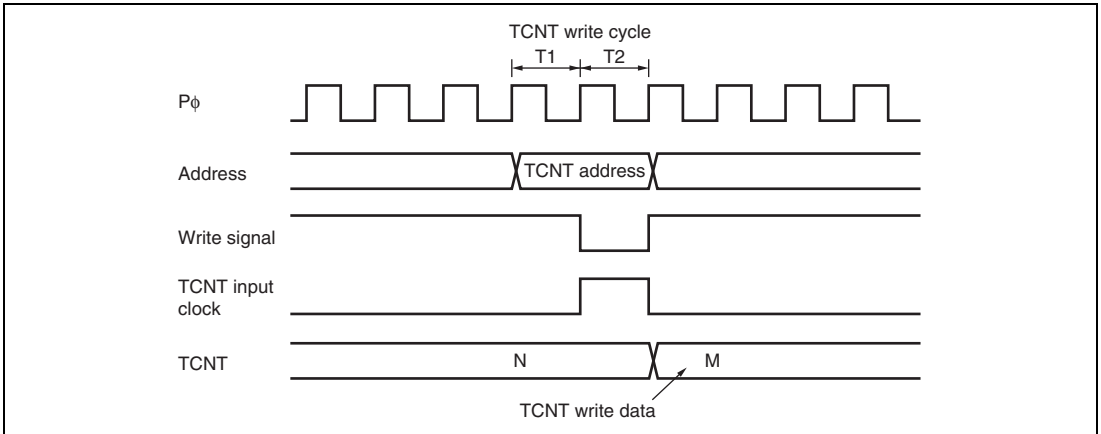 TCNT write cycle
T1 T2
Pϕ
Address TCNT address
Write signal
TCNT input
clock
TCNT N M
TCNT write data